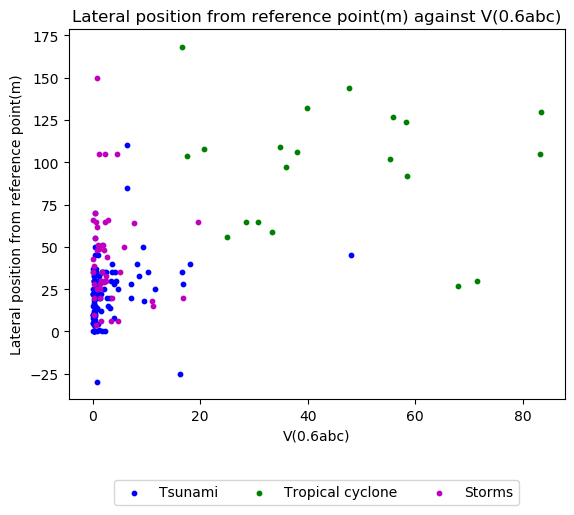 Lateral position from reference point(m) against V(0.6abc)
175
150
125
100
75
50
25
0
−25
Lateral position from reference point(m)
0 20 40 60 80
V(0.6abc)
Tsunami Tropical cyclone Storms